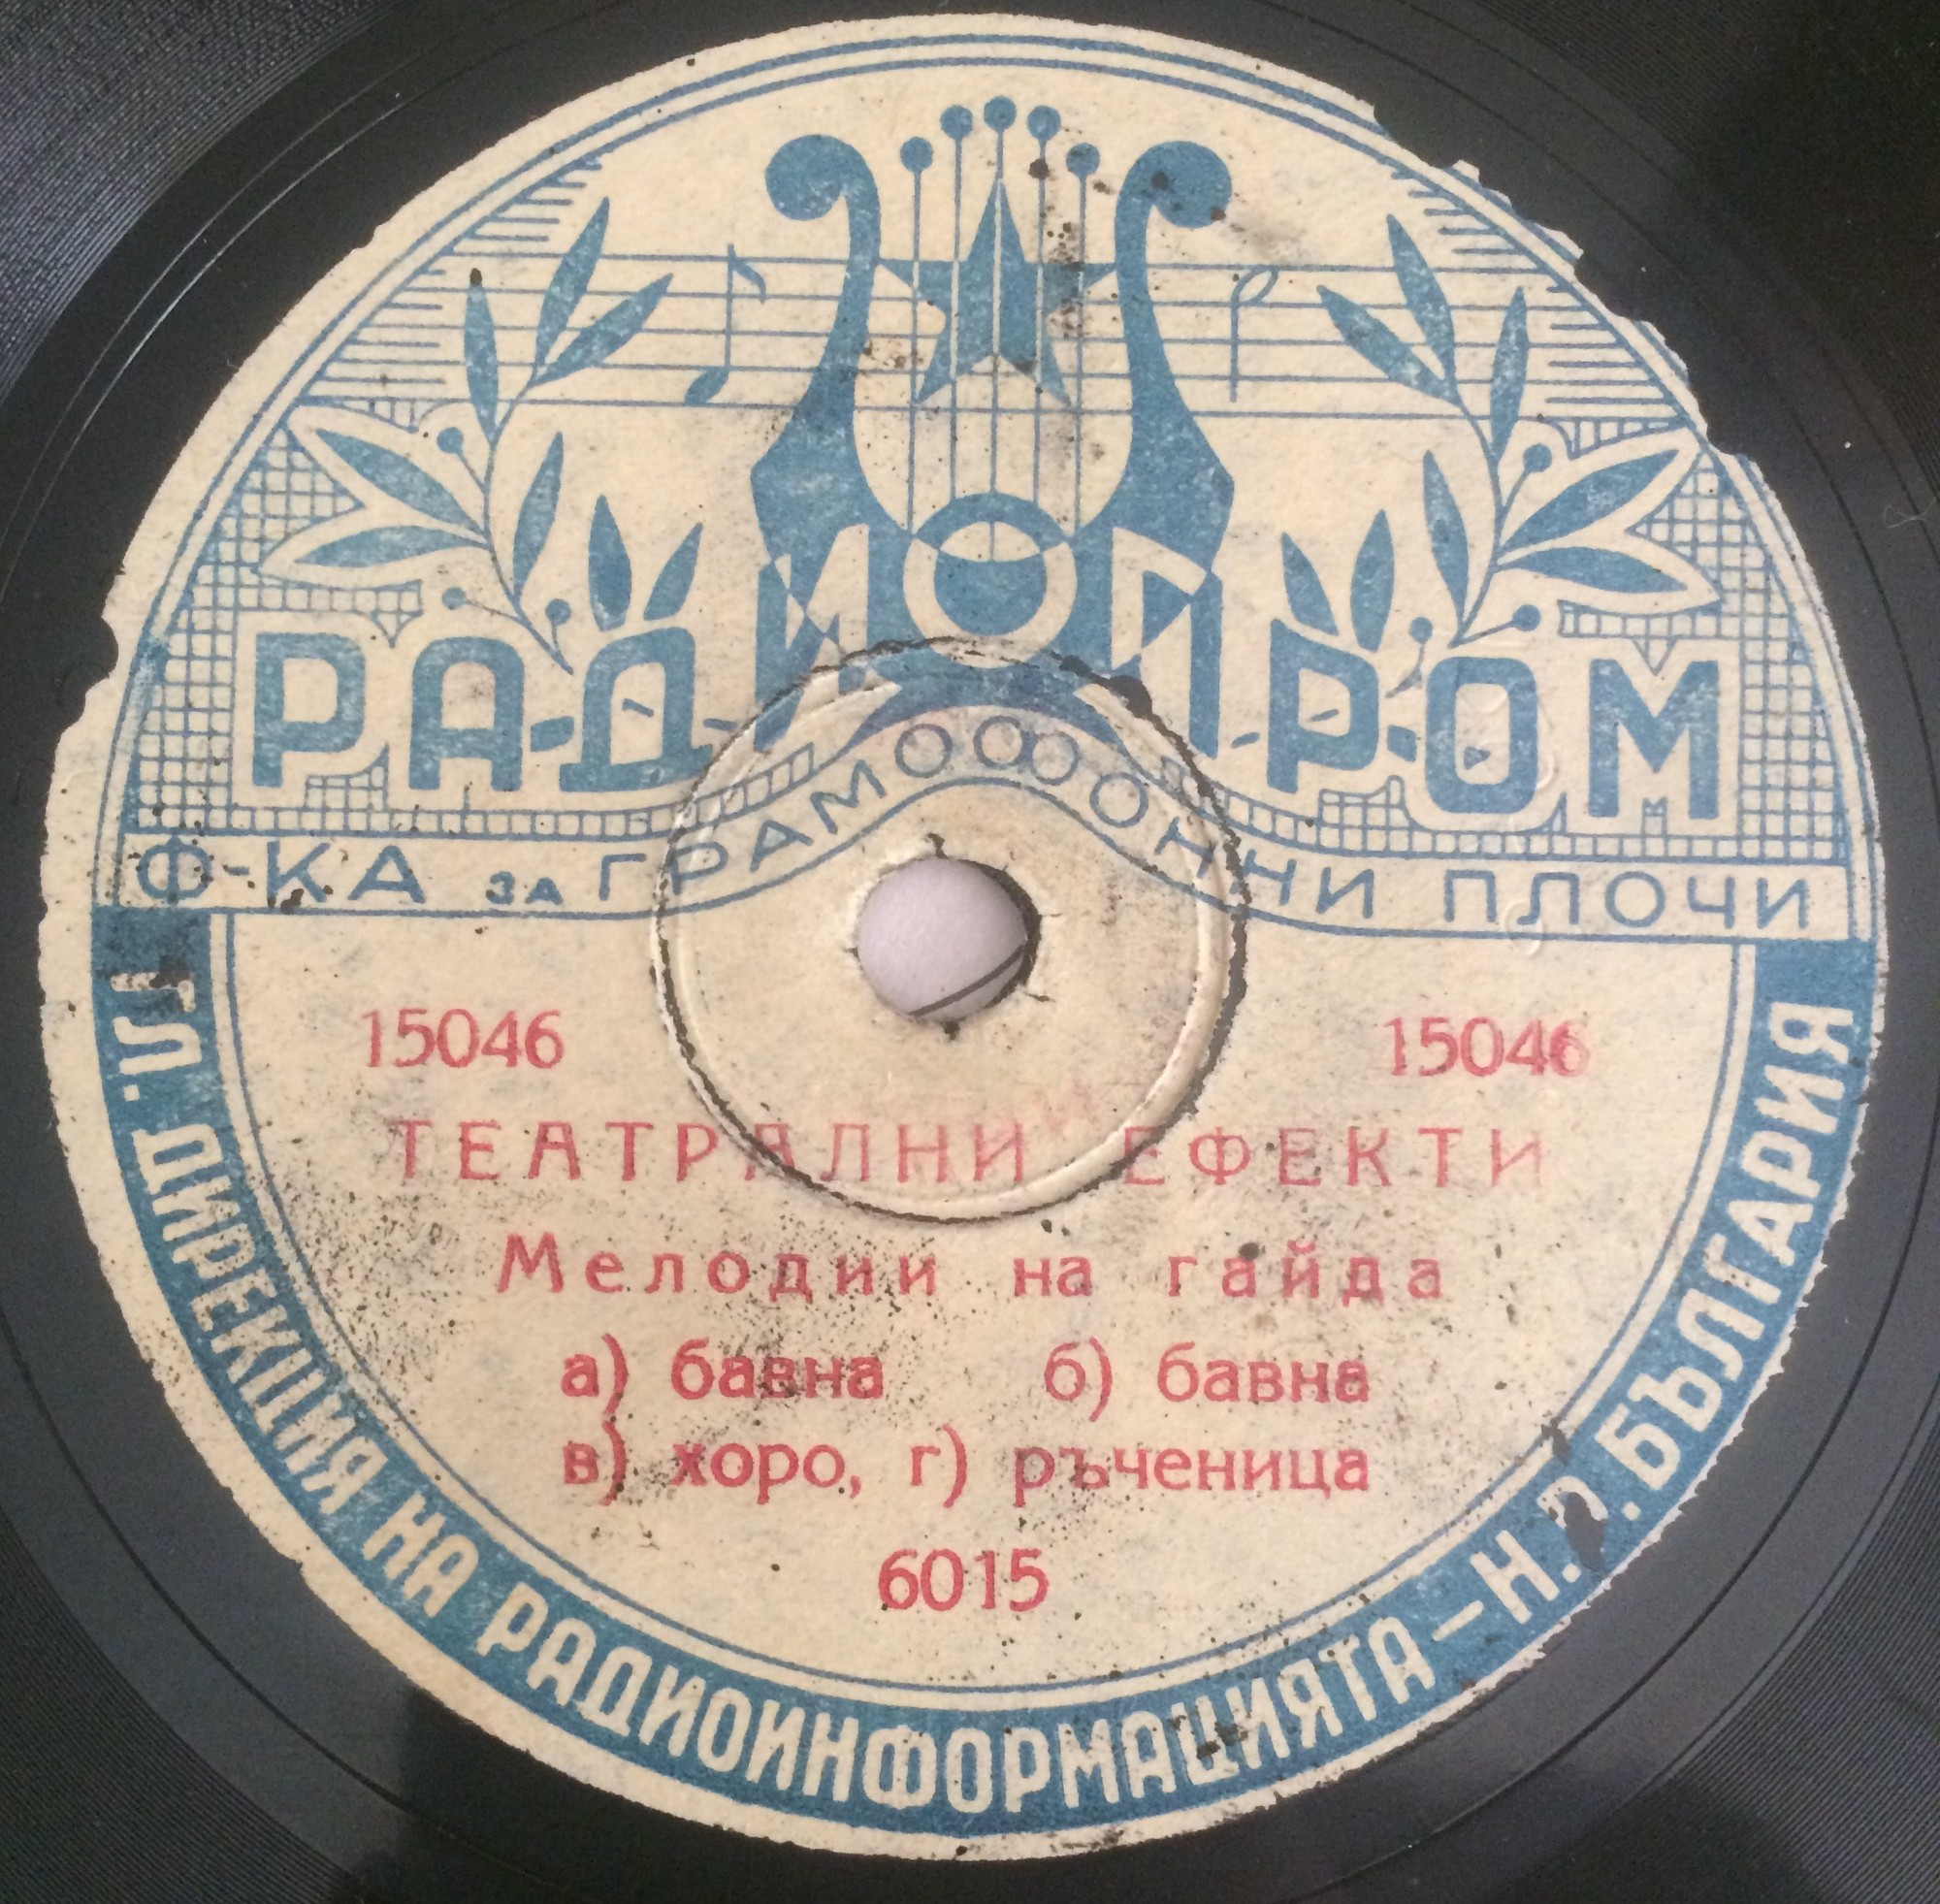 РАДИОПРОМ
Ф-КА ЗА ГРАМОФОННИ ПЛОЧИ
15046 15046
ТЕАТРАЛНИ ЕФЕКТИ
Мелодии на гайда
а) бавна б) бавна
в) хоро, г) ръченица
6015
ГЛ. ДИРЕКЦИЯ НА РАДИОИНФОРМАЦИЯТА – Н.Р. БЪЛГАРИЯ